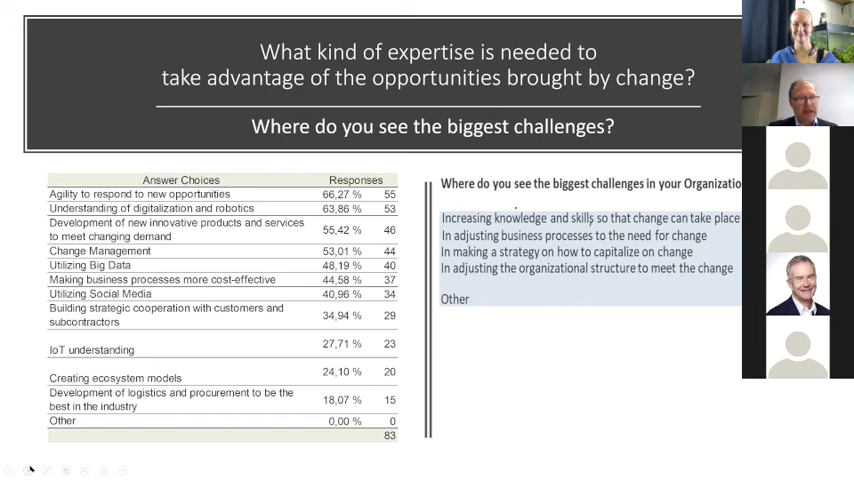 What kind of expertise is needed to
take advantage of the opportunities brought by change?
Where do you see the biggest challenges?
Answer Choices Responses
Agility to respond to new opportunities 66,27 % 55
Understanding of digitalization and robotics 63,86 % 53
Development of new innovative products and services
to meet changing demand 55,42 % 46
Change Management 53,01 % 44
Utilizing Big Data 48,19 % 40
Making business processes more cost-effective 44,58 % 37
Utilizing Social Media 40,96 % 34
Building strategic cooperation with customers and
subcontractors 34,94 % 29
IoT understanding 27,71 % 23
Creating ecosystem models 24,10 % 20
Development of logistics and procurement to be the
best in the industry 18,07 % 15
Other 0,00 % 0
83
Where do you see the biggest challenges in your Organizatio
Increasing knowledge and skills so that change can take place
In adjusting business processes to the need for change
In making a strategy on how to capitalize on change
In adjusting the organizational structure to meet the change
Other